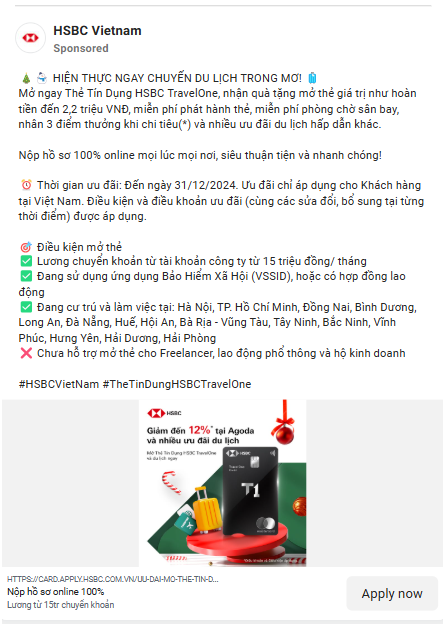 HSBC Vietnam
Sponsored
🎄 ⛄ HIỆN THỰC NGAY CHUYẾN DU LỊCH TRONG MƠ! 🧳
Mở ngay Thẻ Tín Dụng HSBC TravelOne, nhận quà tặng mở thẻ giá trị như hoàn
tiền đến 2,2 triệu VNĐ, miễn phí phát hành thẻ, miễn phí phòng chờ sân bay,
nhân 3 điểm thưởng khi chi tiêu(*) và nhiều ưu đãi du lịch hấp dẫn khác.
Nộp hồ sơ 100% online mọi lúc mọi nơi, siêu thuận tiện và nhanh chóng!
⏰ Thời gian ưu đãi: Đến ngày 31/12/2024. Ưu đãi chỉ áp dụng cho Khách hàng
tại Việt Nam. Điều kiện và điều khoản ưu đãi (cùng các sửa đổi, bổ sung tại từng
thời điểm) được áp dụng.
🎯 Điều kiện mở thẻ
✅ Lương chuyển khoản từ tài khoản công ty từ 15 triệu đồng/ tháng
✅ Đang sử dụng ứng dụng Bảo Hiểm Xã Hội (VSSID), hoặc có hợp đồng lao
động
✅ Đang cư trú và làm việc tại: Hà Nội, TP. Hồ Chí Minh, Đồng Nai, Bình Dương,
Long An, Đà Nẵng, Huế, Hội An, Bà Rịa - Vũng Tàu, Tây Ninh, Bắc Ninh, Vĩnh
Phúc, Hưng Yên, Hải Dương, Hải Phòng
❌ Chưa hỗ trợ mở thẻ cho Freelancer, lao động phổ thông và hộ kinh doanh
#HSBCVietNam #TheTinDungHSBCTravelOne
HSBC
Giảm đến 12%* tại Agoda
và nhiều ưu đãi du lịch
Mở Thẻ Tín Dụng HSBC TravelOne
và du lịch ngay
HSBC
T1
HTTPS://CARD.APPLY.HSBC.COM.VN/UU-DAI-MO-THE-TIN-D...
Nộp hồ sơ online 100%
Lương từ 15tr chuyển khoản
Apply now